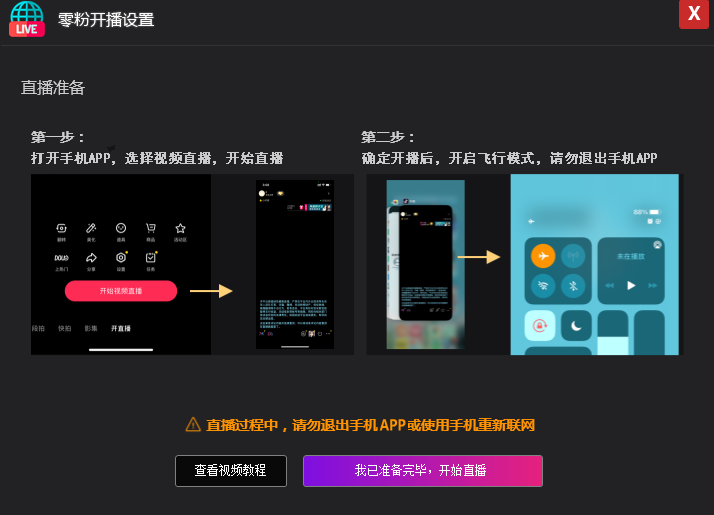 LIVE
零粉开播设置
X
直播准备
第一步：
打开手机APP，选择视频直播，开始直播
第二步：
确定开播后，开启飞行模式，请勿退出手机APP
翻转 美化 道具 商品 活动区
DOU+
上热门 分享 设置 任务
开始视频直播
段拍 快拍 影集 开直播
88%
未在播放
直播过程中，请勿退出手机APP或使用手机重新联网
查看视频教程
我已准备完毕，开始直播